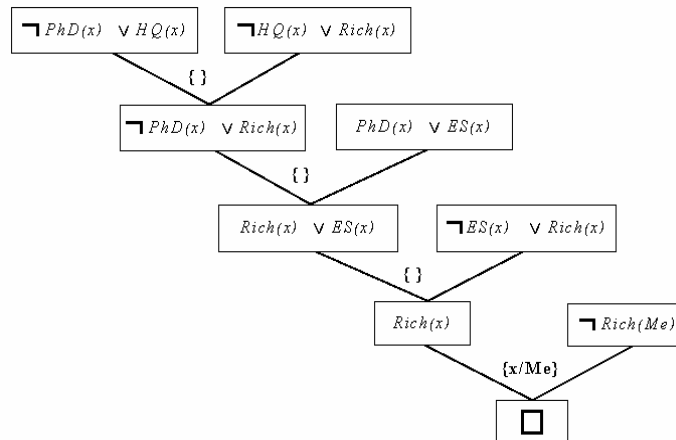 ¬ PhD(x) ∨ HQ(x) ¬HQ(x) ∨ Rich(x)
{ }
¬ PhD(x) ∨ Rich(x) PhD(x) ∨ ES(x)
{ }
Rich(x) ∨ ES(x) ¬ES(x) ∨ Rich(x)
{ }
Rich(x) ¬ Rich(Me)
{x/Me}
□